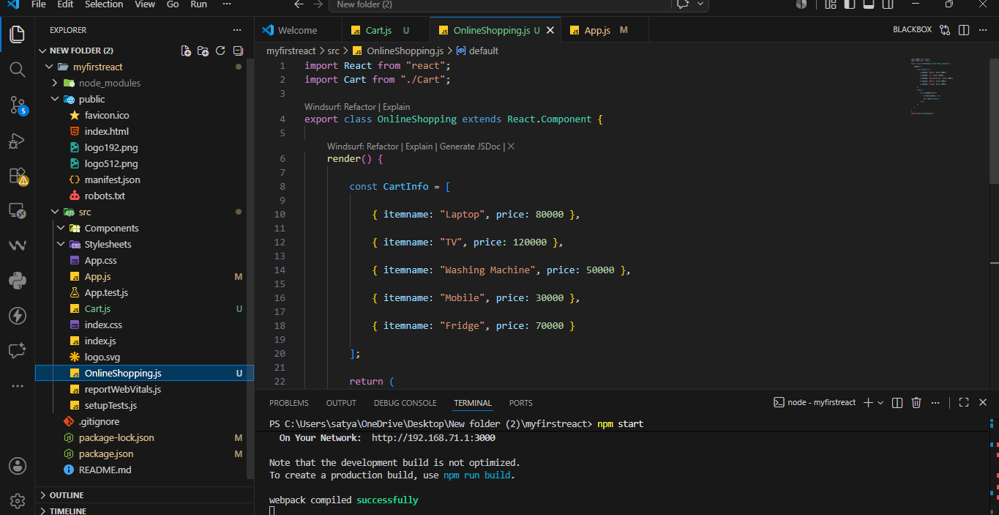 File Edit Selection View Go Run ··· New folder (2)
EXPLORER ···
NEW FOLDER (2)
myfirstreact
node_modules
public
favicon.ico
index.html
logo192.png
logo512.png
manifest.json
robots.txt
src
Components
Stylesheets
App.css
App.js M
App.test.js
Cart.js U
index.css
index.js
logo.svg
OnlineShopping.js U
reportWebVitals.js
setupTests.js
.gitignore
package-lock.json M
package.json M
README.md
OUTLINE
TIMELINE
5
Welcome Cart.js U OnlineShopping.js U App.js M BLACKBOX ···
myfirstreact > src > JS OnlineShopping.js > default
1 import React from "react";
2 import Cart from "./Cart";
3
Windsurf: Refactor | Explain
4 export class OnlineShopping extends React.Component {
5
Windsurf: Refactor | Explain | Generate JSDoc | X
6 render() {
7
8 const CartInfo = [
9
10 { itemname: "Laptop", price: 80000 },
11
12 { itemname: "TV", price: 120000 },
13
14 { itemname: "Washing Machine", price: 50000 },
15
16 { itemname: "Mobile", price: 30000 },
17
18 { itemname: "Fridge", price: 70000 }
19
20 ];
21
22 return (
PROBLEMS OUTPUT DEBUG CONSOLE TERMINAL PORTS node - myfirstreact
PS C:\Users\satya\OneDrive\Desktop\New folder (2)\myfirstreact> npm start
On Your Network: http://192.168.71.1:3000
Note that the development build is not optimized.
To create a production build, use npm run build.
webpack compiled successfully